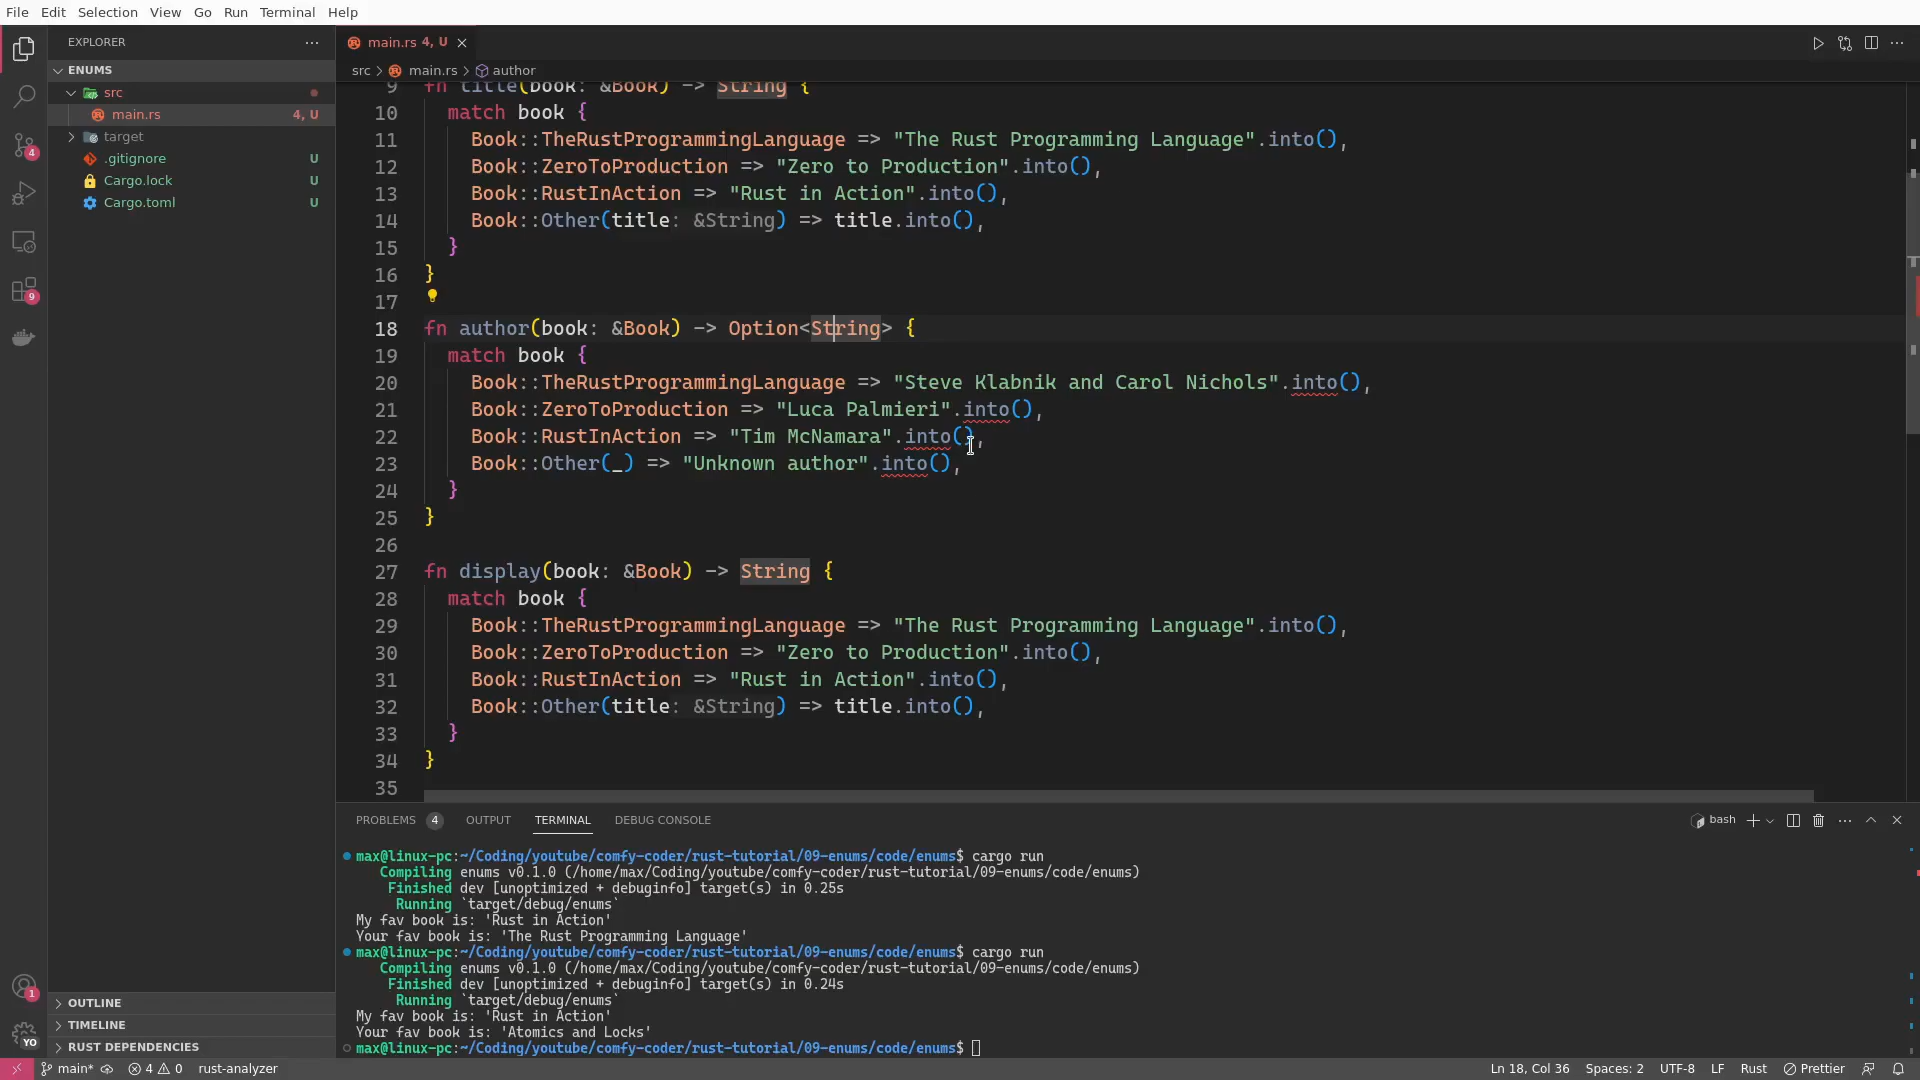 File Edit Selection View Go Run Terminal Help
EXPLORER
main.rs 4, U
ENUMS
src > main.rs > author
src
main.rs 4, U
target
.gitignore U
Cargo.lock U
Cargo.toml U
4
9
9 fn title(book: &Book) -> String {
10 match book {
11 Book::TheRustProgrammingLanguage => "The Rust Programming Language".into(),
12 Book::ZeroToProduction => "Zero to Production".into(),
13 Book::RustInAction => "Rust in Action".into(),
14 Book::Other(title: &String) => title.into(),
15 }
16 }
17
18 fn author(book: &Book) -> Option<String> {
19 match book {
20 Book::TheRustProgrammingLanguage => "Steve Klabnik and Carol Nichols".into(),
21 Book::ZeroToProduction => "Luca Palmieri".into(),
22 Book::RustInAction => "Tim McNamara".into(),
23 Book::Other(_) => "Unknown author".into(),
24 }
25 }
26
27 fn display(book: &Book) -> String {
28 match book {
29 Book::TheRustProgrammingLanguage => "The Rust Programming Language".into(),
30 Book::ZeroToProduction => "Zero to Production".into(),
31 Book::RustInAction => "Rust in Action".into(),
32 Book::Other(title: &String) => title.into(),
33 }
34 }
35
PROBLEMS 4 OUTPUT TERMINAL DEBUG CONSOLE
bash
max@linux-pc:~/Coding/youtube/comfy-coder/rust-tutorial/09-enums/code/enums$ cargo run
Compiling enums v0.1.0 (/home/max/Coding/youtube/comfy-coder/rust-tutorial/09-enums/code/enums)
Finished dev [unoptimized + debuginfo] target(s) in 0.25s
Running `target/debug/enums`
My fav book is: 'Rust in Action'
Your fav book is: 'The Rust Programming Language'
max@linux-pc:~/Coding/youtube/comfy-coder/rust-tutorial/09-enums/code/enums$ cargo run
Compiling enums v0.1.0 (/home/max/Coding/youtube/comfy-coder/rust-tutorial/09-enums/code/enums)
Finished dev [unoptimized + debuginfo] target(s) in 0.24s
Running `target/debug/enums`
My fav book is: 'Rust in Action'
Your fav book is: 'Atomics and Locks'
max@linux-pc:~/Coding/youtube/comfy-coder/rust-tutorial/09-enums/code/enums$
1
YO
OUTLINE
TIMELINE
RUST DEPENDENCIES
main* 4 0 rust-analyzer
Ln 18, Col 36 Spaces: 2 UTF-8 LF Rust Prettier